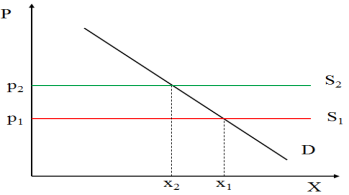 P
p₂ S₂
p₁ S₁
D
x₂ x₁ X